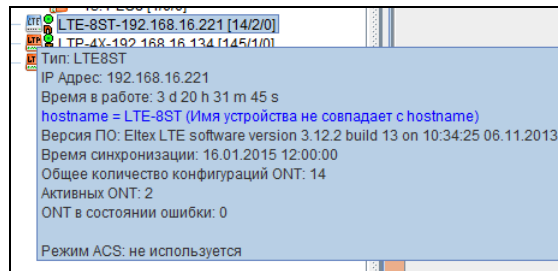 LTE-8ST-192.168.16.221 [14/2/0]
LTP-4X-192.168.16.134 [145/1/0]
Тип: LTE8ST
IP Адрес: 192.168.16.221
Время в работе: 3 d 20 h 31 m 45 s
hostname = LTE-8ST (Имя устройства не совпадает с hostname)
Версия ПО: Eltex LTE software version 3.12.2 build 13 on 10:34:25 06.11.2013
Время синхронизации: 16.01.2015 12:00:00
Общее количество конфигураций ONT: 14
Активных ONT: 2
ONT в состоянии ошибки: 0
Режим ACS: не используется